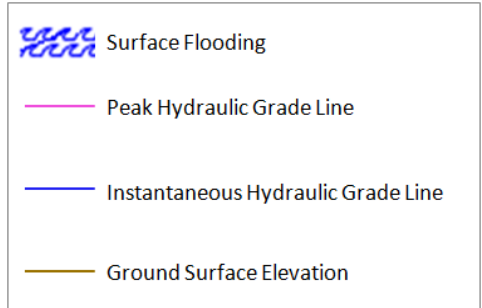 Surface Flooding
Peak Hydraulic Grade Line
Instantaneous Hydraulic Grade Line
Ground Surface Elevation